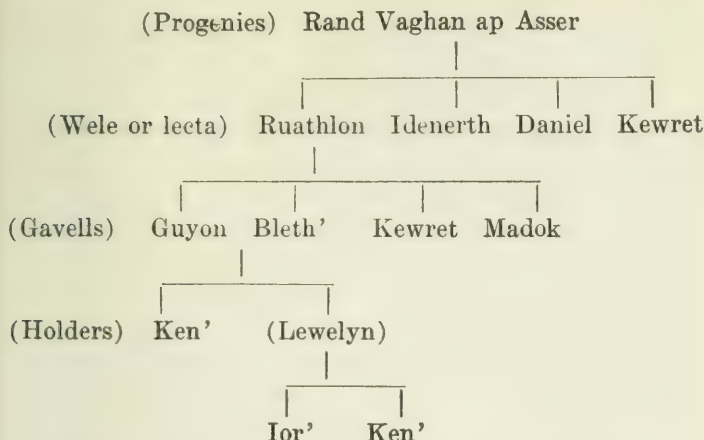 (Progenies) Rand Vaghan ap Asser
(Wele or lecta) Ruathlon Idenerth Daniel Kewret
(Gavells) Guyon Bleth' Kewret Madok
(Holders) Ken' (Lewelyn)
Ior' Ken'